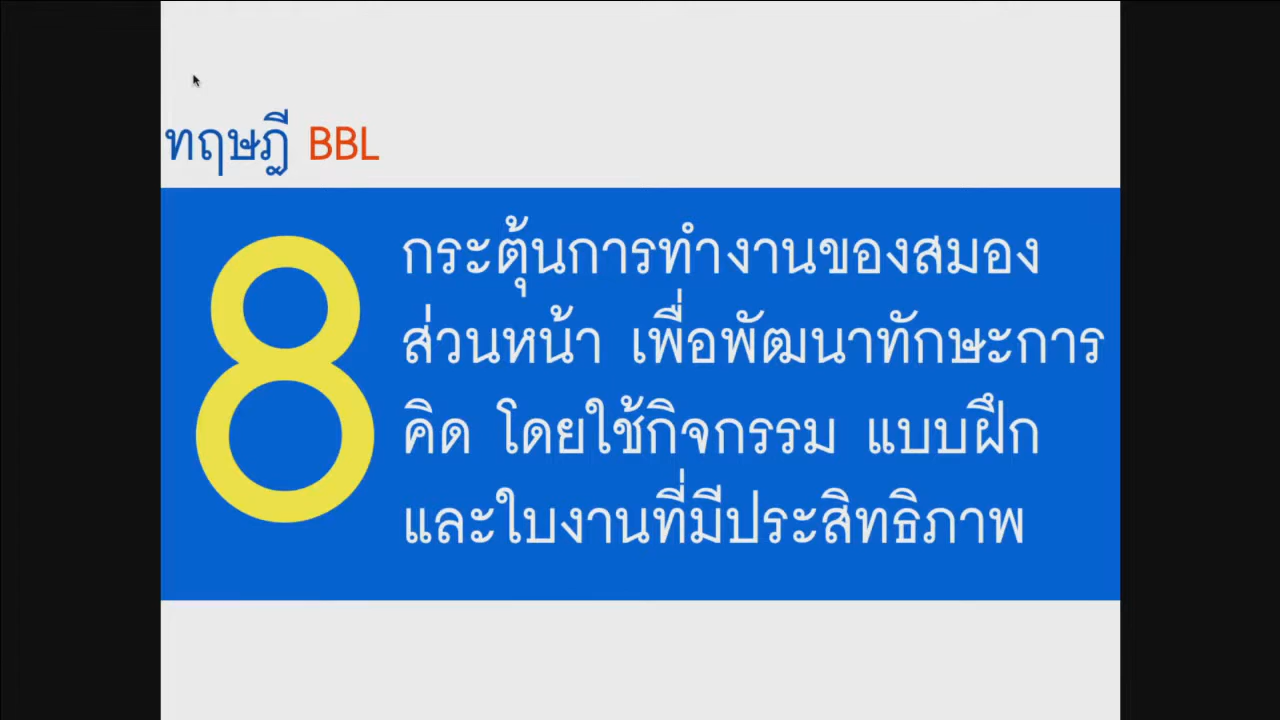 ทฤษฎี BBL
8
กระตุ้นการทำงานของสมอง
ส่วนหน้า เพื่อพัฒนาทักษะการ
คิด โดยใช้กิจกรรม แบบฝึก
และใบงานที่มีประสิทธิภาพ